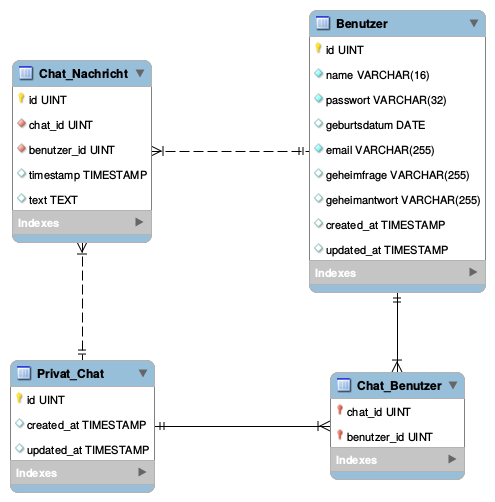 Benutzer
id UINT
name VARCHAR(16)
passwort VARCHAR(32)
geburtsdatum DATE
email VARCHAR(255)
geheimfrage VARCHAR(255)
geheimantwort VARCHAR(255)
created_at TIMESTAMP
updated_at TIMESTAMP
Indexes
Chat_Nachricht
id UINT
chat_id UINT
benutzer_id UINT
timestamp TIMESTAMP
text TEXT
Indexes
Privat_Chat
id UINT
created_at TIMESTAMP
updated_at TIMESTAMP
Indexes
Chat_Benutzer
chat_id UINT
benutzer_id UINT
Indexes